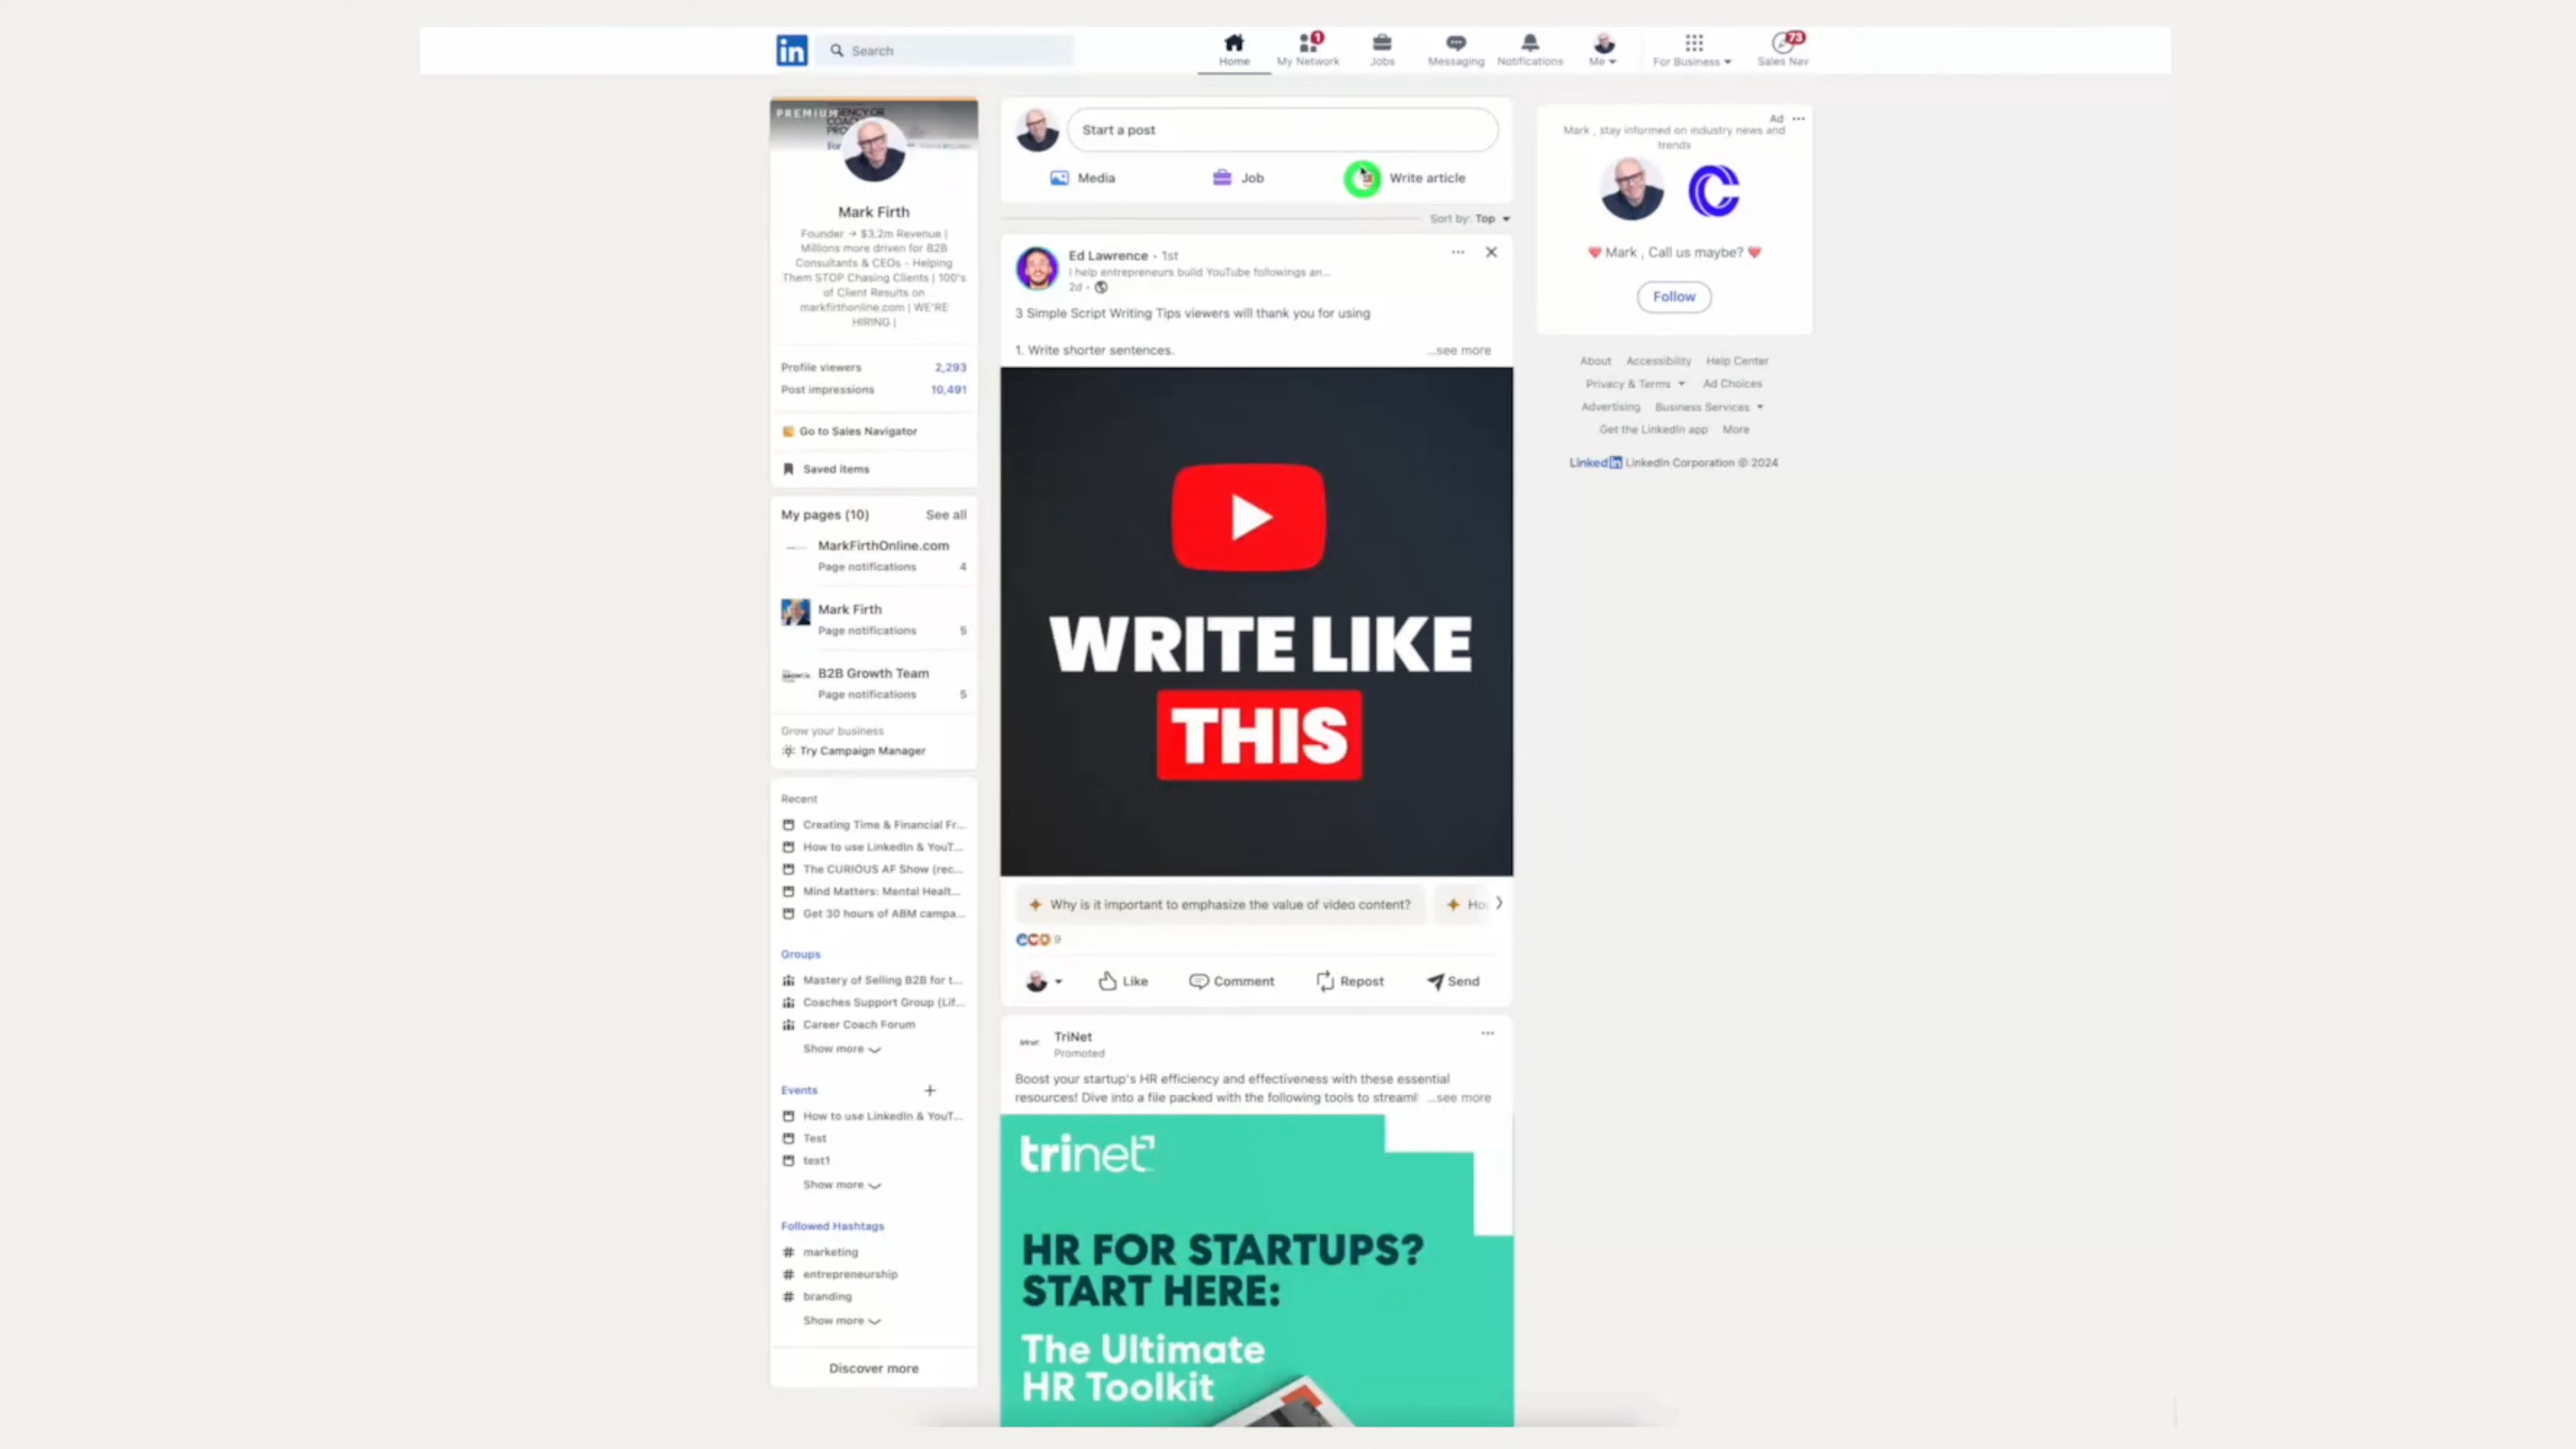 in
Search
Home
1
My Network
Jobs
Messaging
Notifications
Me
For Business
73
Sales Nav
PREMIUM
Mark Firth
Founder → $3.2m Revenue |
Millions more driven for B2B
Consultants & CEOs - Helping
Them STOP Chasing Clients | 100's
of Client Results on
markfirthonline.com | WE'RE
HIRING |
Profile viewers 2,293
Post impressions 10,491
Go to Sales Navigator
Saved items
My pages (10) See all
MarkFirthOnline.com
Page notifications 4
Mark Firth
Page notifications 5
B2B Growth Team
Page notifications 5
Grow your business
Try Campaign Manager
Recent
Creating Time & Financial Fr...
How to use LinkedIn & YouT...
The CURIOUS AF Show (rec...
Mind Matters: Mental Healt...
Get 30 hours of ABM campa...
Groups
Mastery of Selling B2B for t...
Coaches Support Group (Lif...
Career Coach Forum
Show more
Events +
How to use LinkedIn & YouT...
Test
test1
Show more
Followed Hashtags
# marketing
# entrepreneurship
# branding
Show more
Discover more
Start a post
Media
Job
Write article
Sort by: Top
Ed Lawrence • 1st
I help entrepreneurs build YouTube followings an...
2d •
3 Simple Script Writing Tips viewers will thank you for using
1. Write shorter sentences.
...see more
WRITE LIKE
THIS
Why is it important to emphasize the value of video content?
9
Like
Comment
Repost
Send
TriNet
Promoted
Boost your startup's HR efficiency and effectiveness with these essential
resources! Dive into a file packed with the following tools to streaml ...see more
trinet
HR FOR STARTUPS?
START HERE:
The Ultimate
HR Toolkit
Ad
Mark , stay informed on industry news and
trends
Mark , Call us maybe?
Follow
About Accessibility Help Center
Privacy & Terms Ad Choices
Advertising Business Services
Get the LinkedIn app More
LinkedIn LinkedIn Corporation © 2024